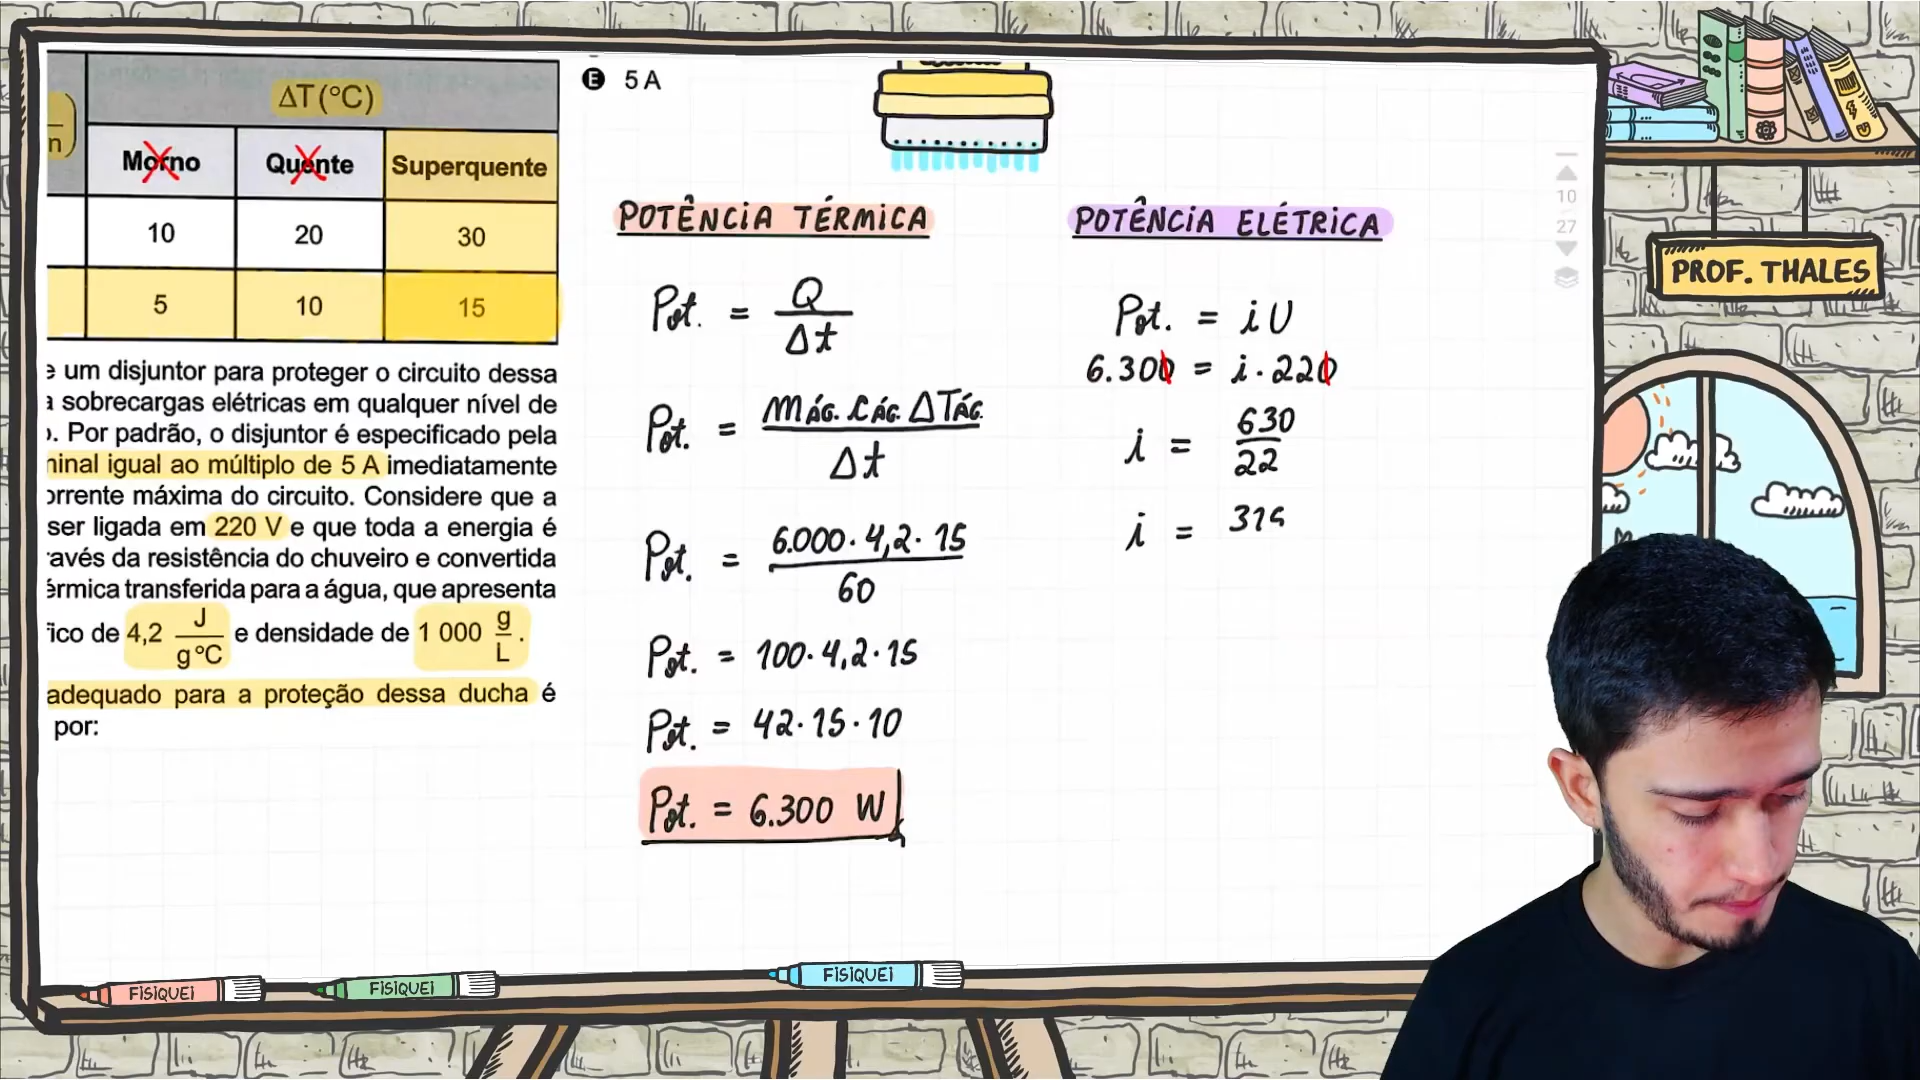 ΔT(°C)
n
Morno Quente Superquente
10 20 30
5 10 15
e um disjuntor para proteger o circuito dessa
a sobrecargas elétricas em qualquer nível de
o. Por padrão, o disjuntor é especificado pela
minal igual ao múltiplo de 5 A imediatamente
orrente máxima do circuito. Considere que a
ser ligada em 220 V e que toda a energia é
ravés da resistência do chuveiro e convertida
érmica transferida para a água, que apresenta
fico de 4,2 J/g°C e densidade de 1 000 g/L.
adequado para a proteção dessa ducha é
por:
E 5 A
POTÊNCIA TÉRMICA
Pot. = Q/Δt
Pot. = mÁG. cÁG. ΔTÁG./Δt
Pot. = 6.000 · 4,2 · 15/60
Pot. = 100 · 4,2 · 15
Pot. = 42 · 15 · 10
Pot. = 6.300 W
POTÊNCIA ELÉTRICA
Pot. = i U
6.300 = i · 220
i = 630/22
i = 315
10
27
PROF. THALES
FISIQUEI
FISIQUEI
FISIQUEI